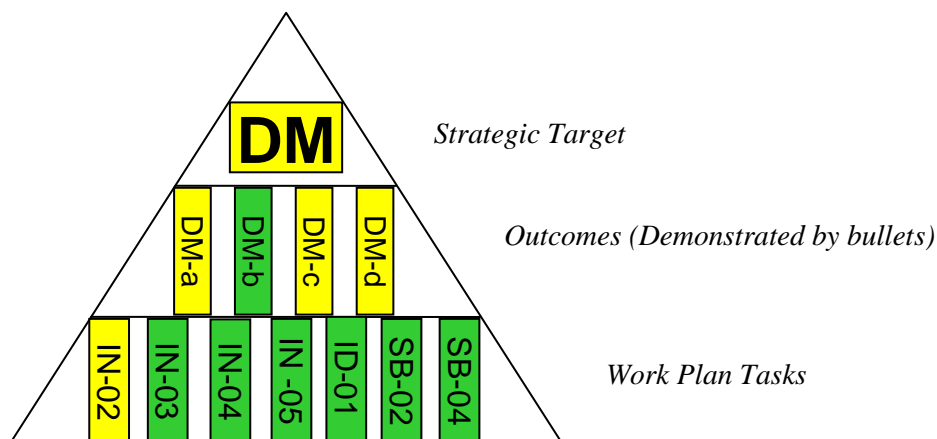 DM
Strategic Target
DM-a
DM-b
DM-c
DM-d
Outcomes (Demonstrated by bullets)
IN-02
IN-03
IN-04
IN -05
ID-01
SB-02
SB-04
Work Plan Tasks